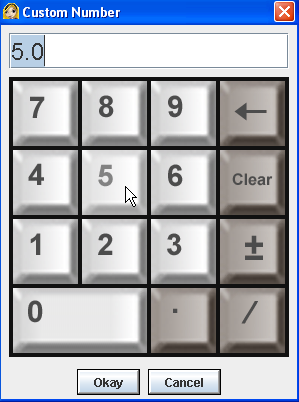 Custom Number
5.0
7 8 9 ←
4 5 6 Clear
1 2 3 ±
0 . /
Okay Cancel